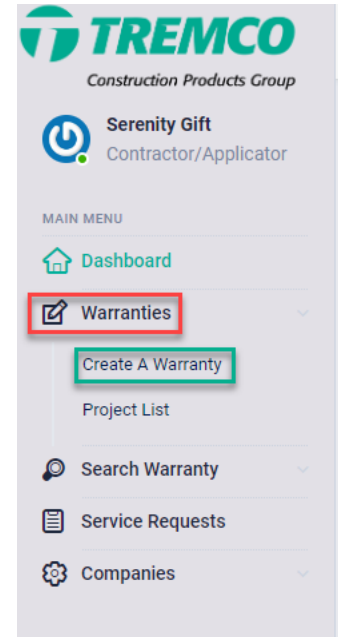 TREMCO
Construction Products Group
Serenity Gift
Contractor/Applicator
MAIN MENU
Dashboard
Warranties
Create A Warranty
Project List
Search Warranty
Service Requests
Companies